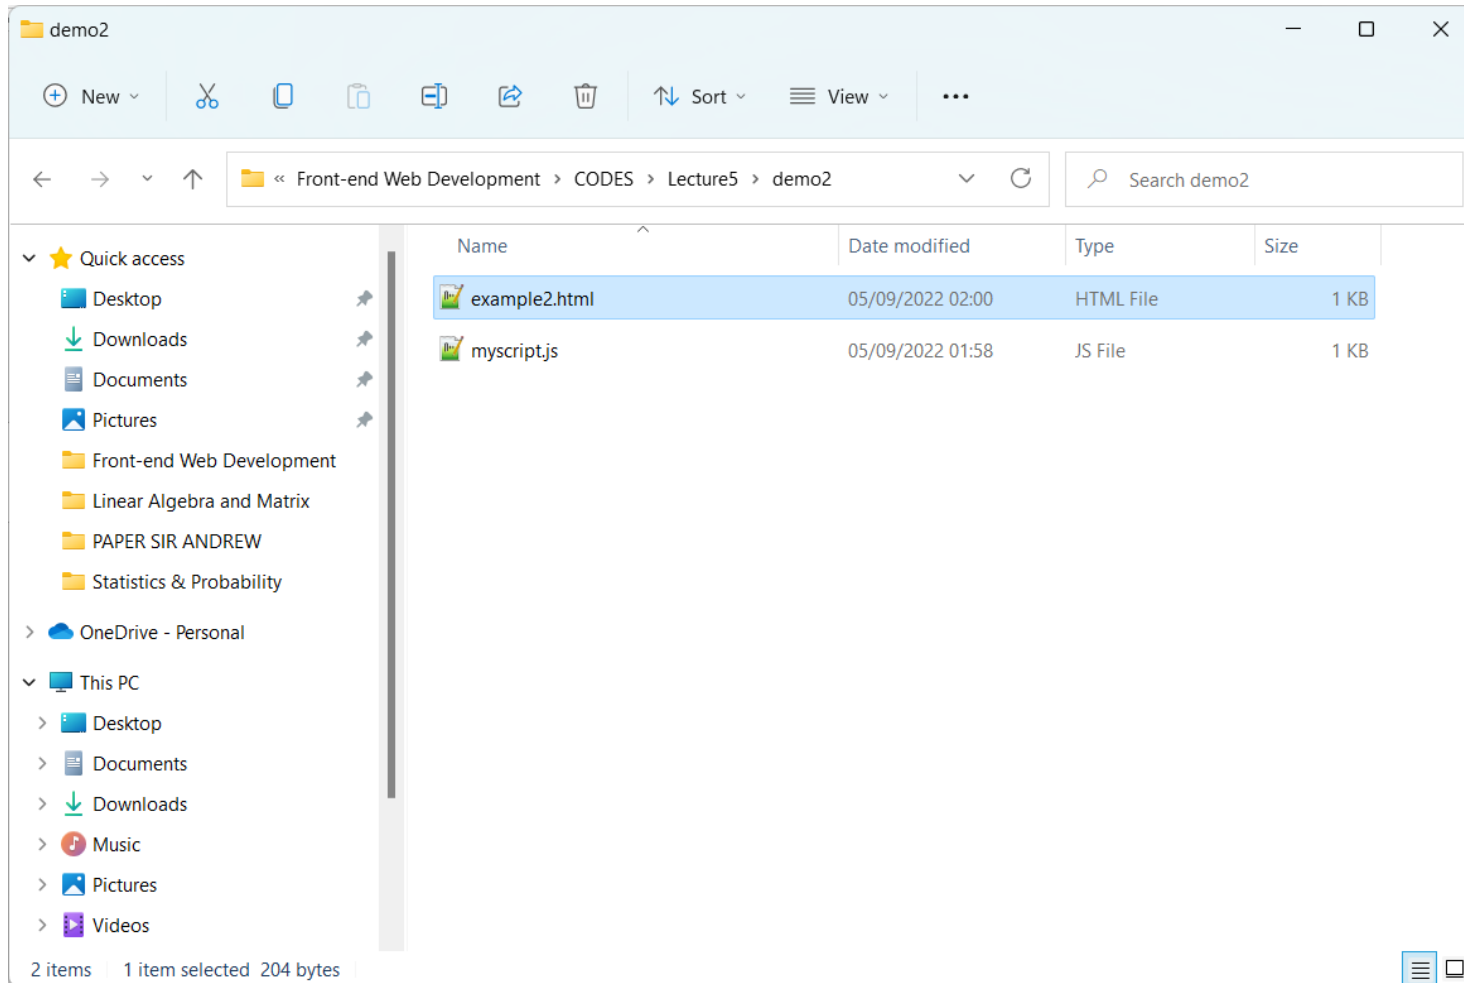 demo2
New Sort View
« Front-end Web Development > CODES > Lecture5 > demo2 Search demo2
Name Date modified Type Size
example2.html 05/09/2022 02:00 HTML File 1 KB
myscript.js 05/09/2022 01:58 JS File 1 KB
Quick access
Desktop
Downloads
Documents
Pictures
Front-end Web Development
Linear Algebra and Matrix
PAPER SIR ANDREW
Statistics & Probability
OneDrive - Personal
This PC
Desktop
Documents
Downloads
Music
Pictures
Videos
2 items 1 item selected 204 bytes